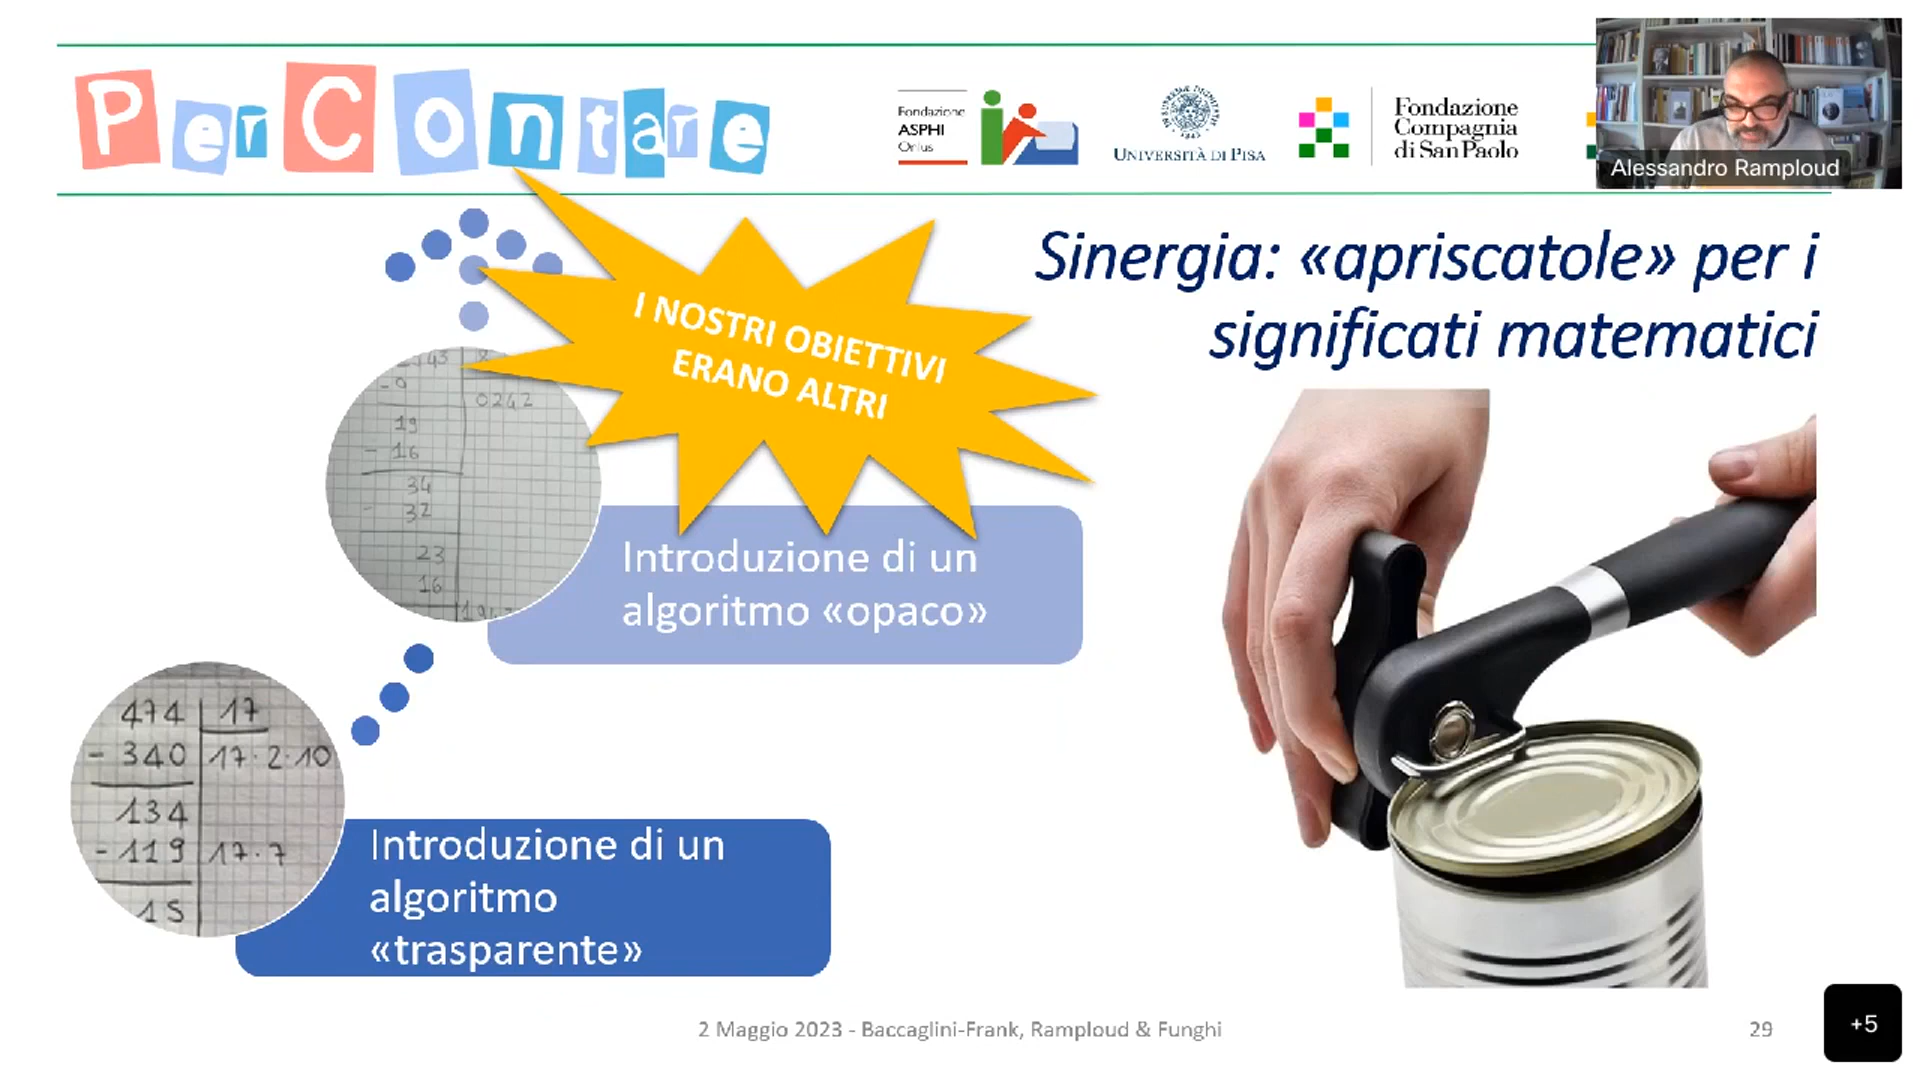 PerContare
Fondazione
ASPHI
Onlus
UNIVERSITÀ DI PISA
Fondazione
Compagnia
di San Paolo
Alessandro Ramploud
Sinergia: «apriscatole» per i
significati matematici
I NOSTRI OBIETTIVI
ERANO ALTRI
0242
19
- 16
34
- 32
23
16
Introduzione di un
algoritmo «opaco»
474 17
- 340 17·2·10
134
- 119 17·7
15
Introduzione di un
algoritmo
«trasparente»
2 Maggio 2023 - Baccaglini-Frank, Ramploud & Funghi
29
+5